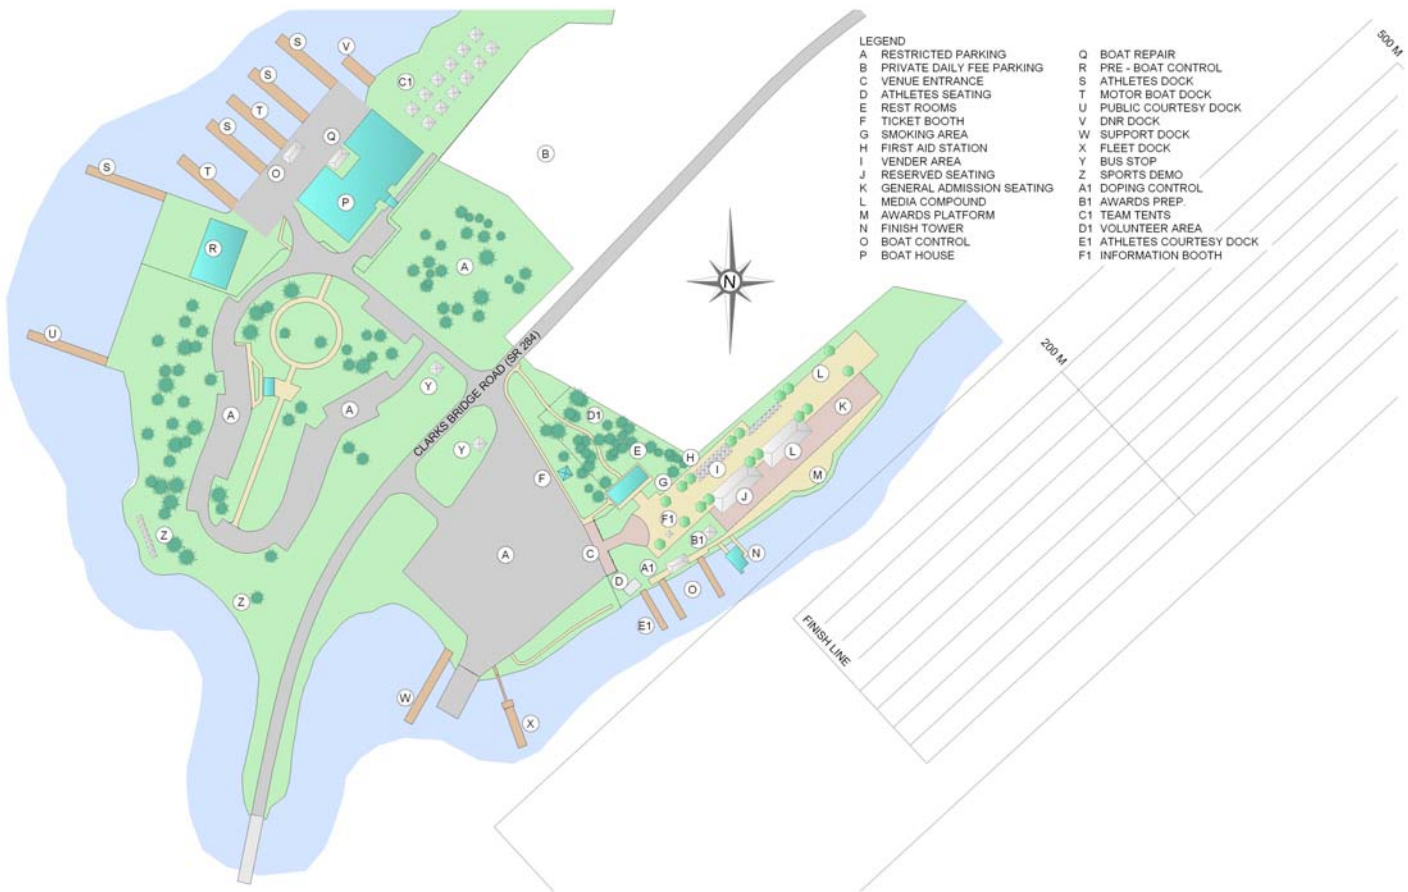 LEGEND
A RESTRICTED PARKING
B PRIVATE DAILY FEE PARKING
C VENUE ENTRANCE
D ATHLETES SEATING
E REST ROOMS
F TICKET BOOTH
G SMOKING AREA
H FIRST AID STATION
I VENDER AREA
J RESERVED SEATING
K GENERAL ADMISSION SEATING
L MEDIA COMPOUND
M AWARDS PLATFORM
N FINISH TOWER
O BOAT CONTROL
P BOAT HOUSE
Q BOAT REPAIR
R PRE - BOAT CONTROL
S ATHLETES DOCK
T MOTOR BOAT DOCK
U PUBLIC COURTESY DOCK
V DNR DOCK
W SUPPORT DOCK
X FLEET DOCK
Y BUS STOP
Z SPORTS DEMO
A1 DOPING CONTROL
B1 AWARDS PREP.
C1 TEAM TENTS
D1 VOLUNTEER AREA
E1 ATHLETES COURTESY DOCK
F1 INFORMATION BOOTH
500 M
S
V
S
C1
T
S
Q
B
S
T
O
P
R
A
N
U
CLARKS BRIDGE ROAD (SR 284)
200 M
Y
A
A
D1
L
K
Y
E
H
L
F
G
I
M
J
Z
F1
A
C
B1
N
A1
D
O
Z
E1
FINISH LINE
W
X